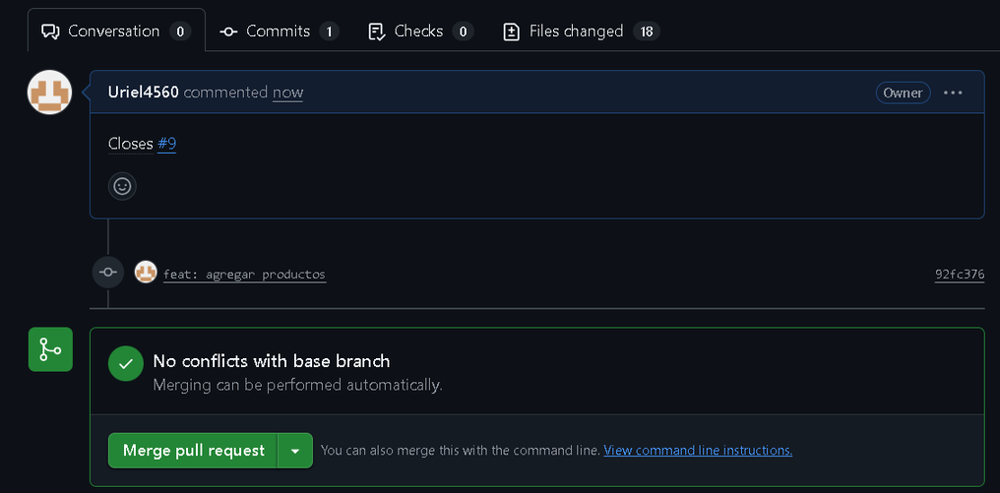 Conversation 0 Commits 1 Checks 0 Files changed 18
Uriel4560 commented now Owner
Closes #9
feat: agregar productos 92fc376
No conflicts with base branch
Merging can be performed automatically.
Merge pull request You can also merge this with the command line. View command line instructions.